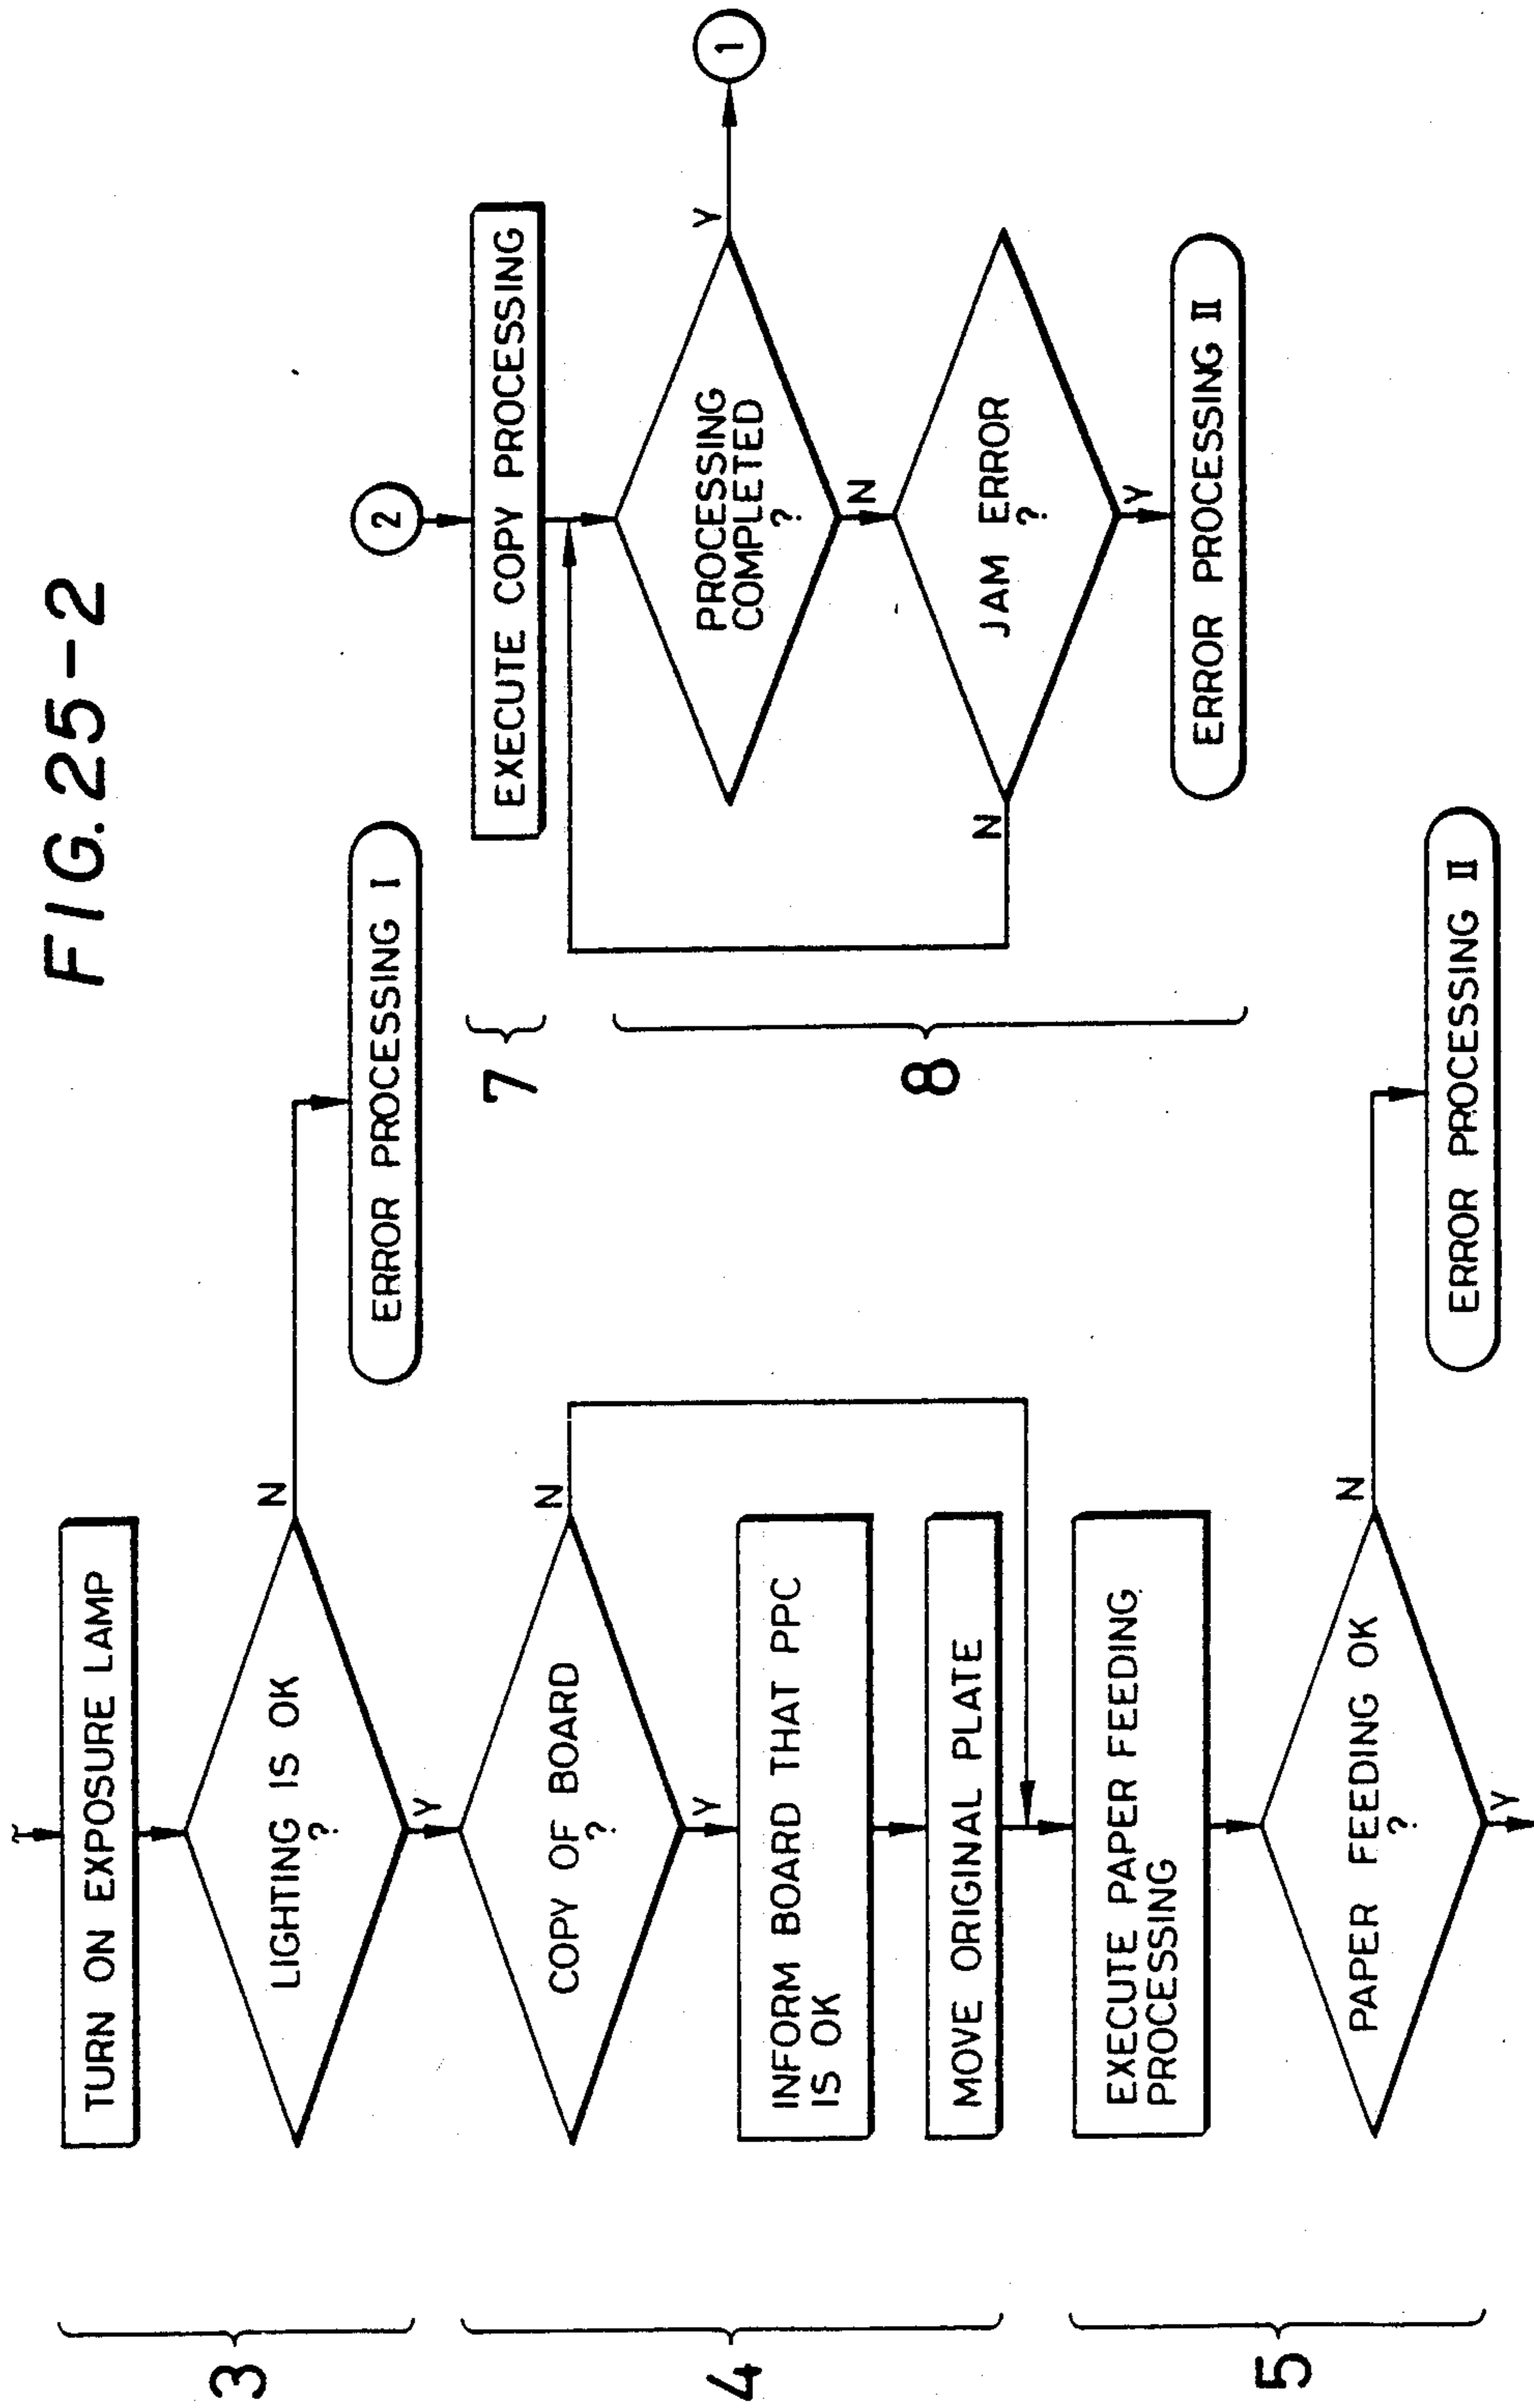 FIG. 25-2
3
TURN ON EXPOSURE LAMP
LIGHTING IS OK
?
N
Y
ERROR PROCESSING I
4
COPY OF BOARD
?
N
Y
INFORM BOARD THAT PPC
IS OK
MOVE ORIGINAL PLATE
5
EXECUTE PAPER FEEDING
PROCESSING
PAPER FEEDING OK
?
N
Y
ERROR PROCESSING II
2
7
EXECUTE COPY PROCESSING
8
PROCESSING
COMPLETED
?
Y
1
N
JAM ERROR
?
N
Y
ERROR PROCESSING II